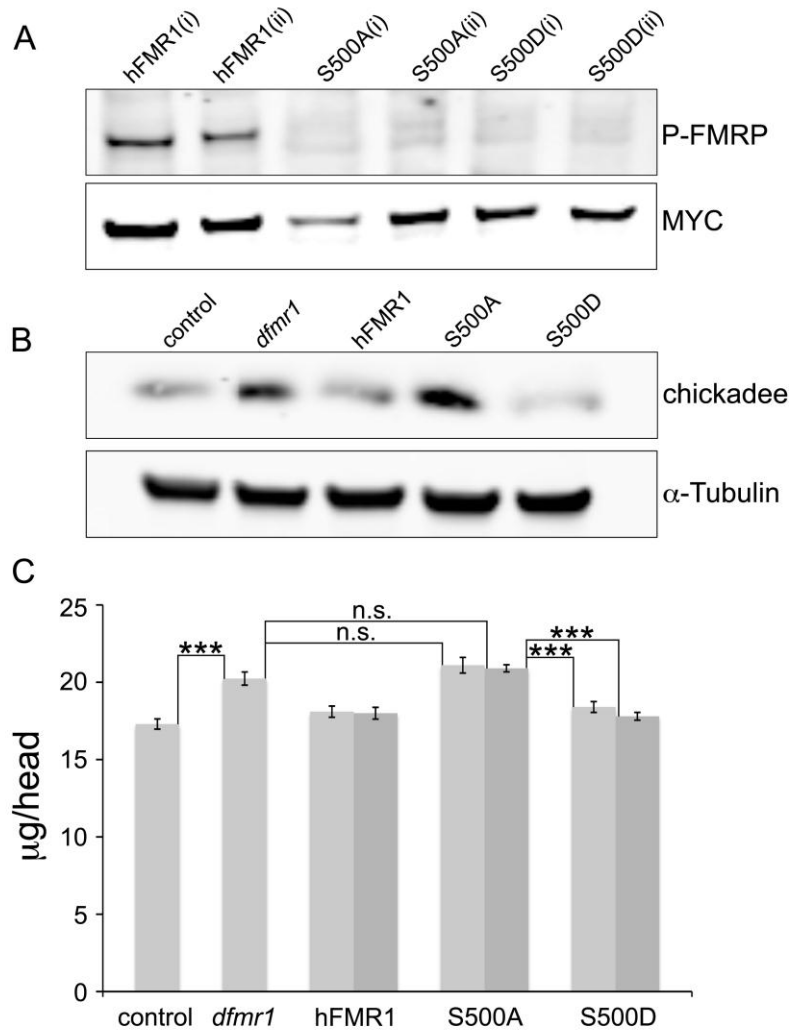 A
hFMR1(i) hFMR1(ii) S500A(i) S500A(ii) S500D(i) S500D(ii)
P-FMRP
MYC
B
control dfmr1 hFMR1 S500A S500D
chickadee
α-Tubulin
C
25
20
15
10
5
0
μg/head
***
n.s.
n.s.
***
***
control dfmr1 hFMR1 S500A S500D